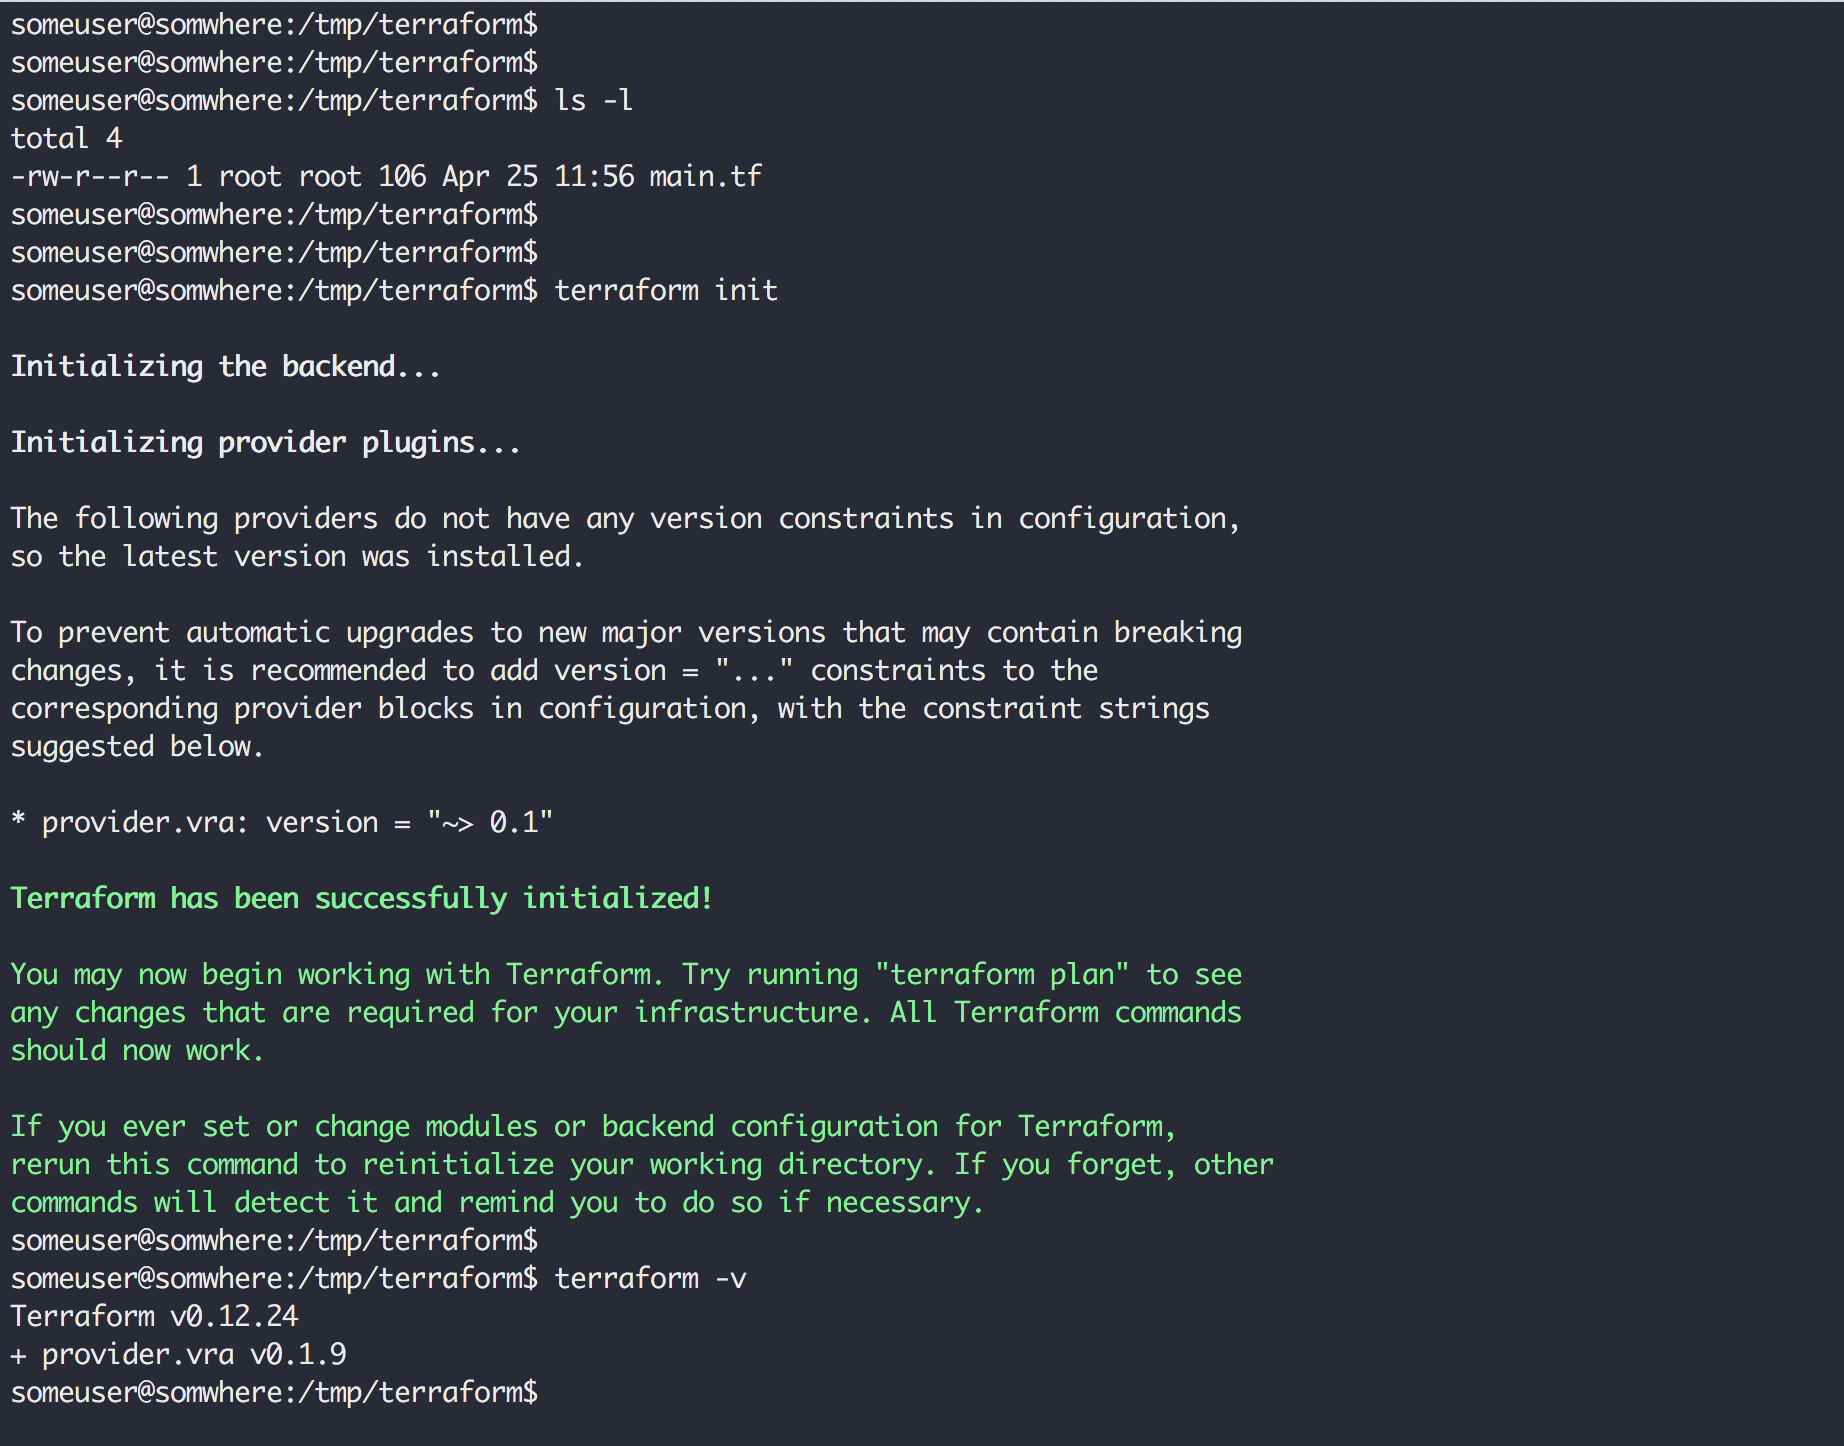 someuser@somwhere:/tmp/terraform$
someuser@somwhere:/tmp/terraform$
someuser@somwhere:/tmp/terraform$ ls -l
total 4
-rw-r--r-- 1 root root 106 Apr 25 11:56 main.tf
someuser@somwhere:/tmp/terraform$
someuser@somwhere:/tmp/terraform$
someuser@somwhere:/tmp/terraform$ terraform init
Initializing the backend...
Initializing provider plugins...
The following providers do not have any version constraints in configuration,
so the latest version was installed.
To prevent automatic upgrades to new major versions that may contain breaking
changes, it is recommended to add version = "..." constraints to the
corresponding provider blocks in configuration, with the constraint strings
suggested below.
* provider.vra: version = "~> 0.1"
Terraform has been successfully initialized!
You may now begin working with Terraform. Try running "terraform plan" to see
any changes that are required for your infrastructure. All Terraform commands
should now work.
If you ever set or change modules or backend configuration for Terraform,
rerun this command to reinitialize your working directory. If you forget, other
commands will detect it and remind you to do so if necessary.
someuser@somwhere:/tmp/terraform$
someuser@somwhere:/tmp/terraform$ terraform -v
Terraform v0.12.24
+ provider.vra v0.1.9
someuser@somwhere:/tmp/terraform$